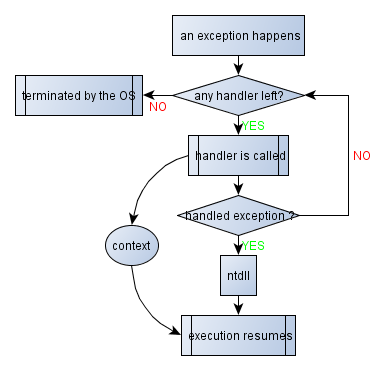 an exception happens
any handler left?
terminated by the OS
NO
YES
handler is called
NO
handled exception ?
YES
context
ntdll
execution resumes